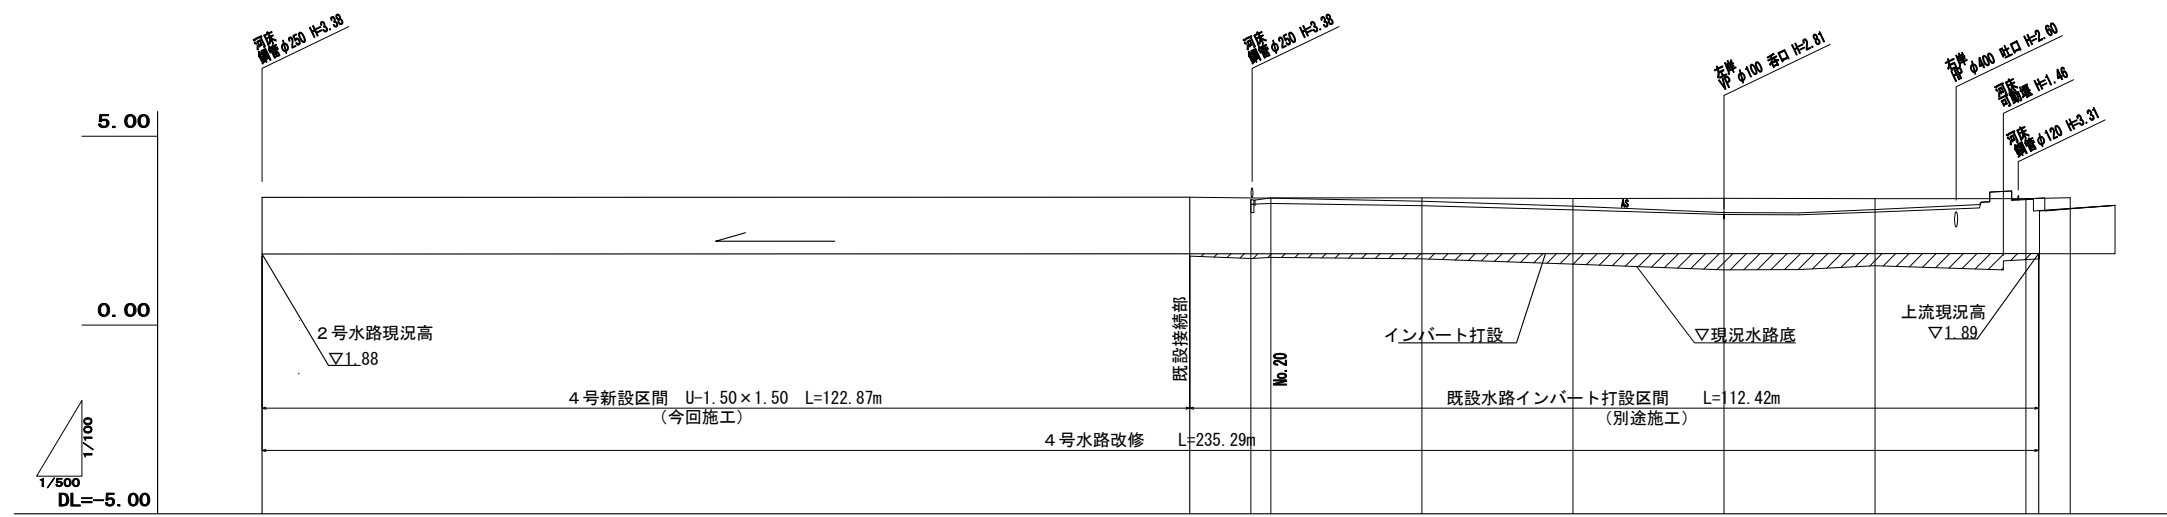 河床
鋼管φ250 H=3.38
河床
鋼管φ250 H=3.38
左岸
VP φ100 呑口 H=2.81
右岸
HP φ400 吐口 H=2.60
河床
可動堰 H=1.46
河床
鋼管φ120 H=3.31
5.00
AS
0.00
2号水路現況高
▽1.88
既設接続部
No.20
インバート打設
▽現況水路底
上流現況高
▽1.89
4号新設区間 U-1.50×1.50 L=122.87m
(今回施工)
既設水路インバート打設区間 L=112.42m
(別途施工)
4号水路改修 L=235.29m
1/100
1/500
DL=-5.00